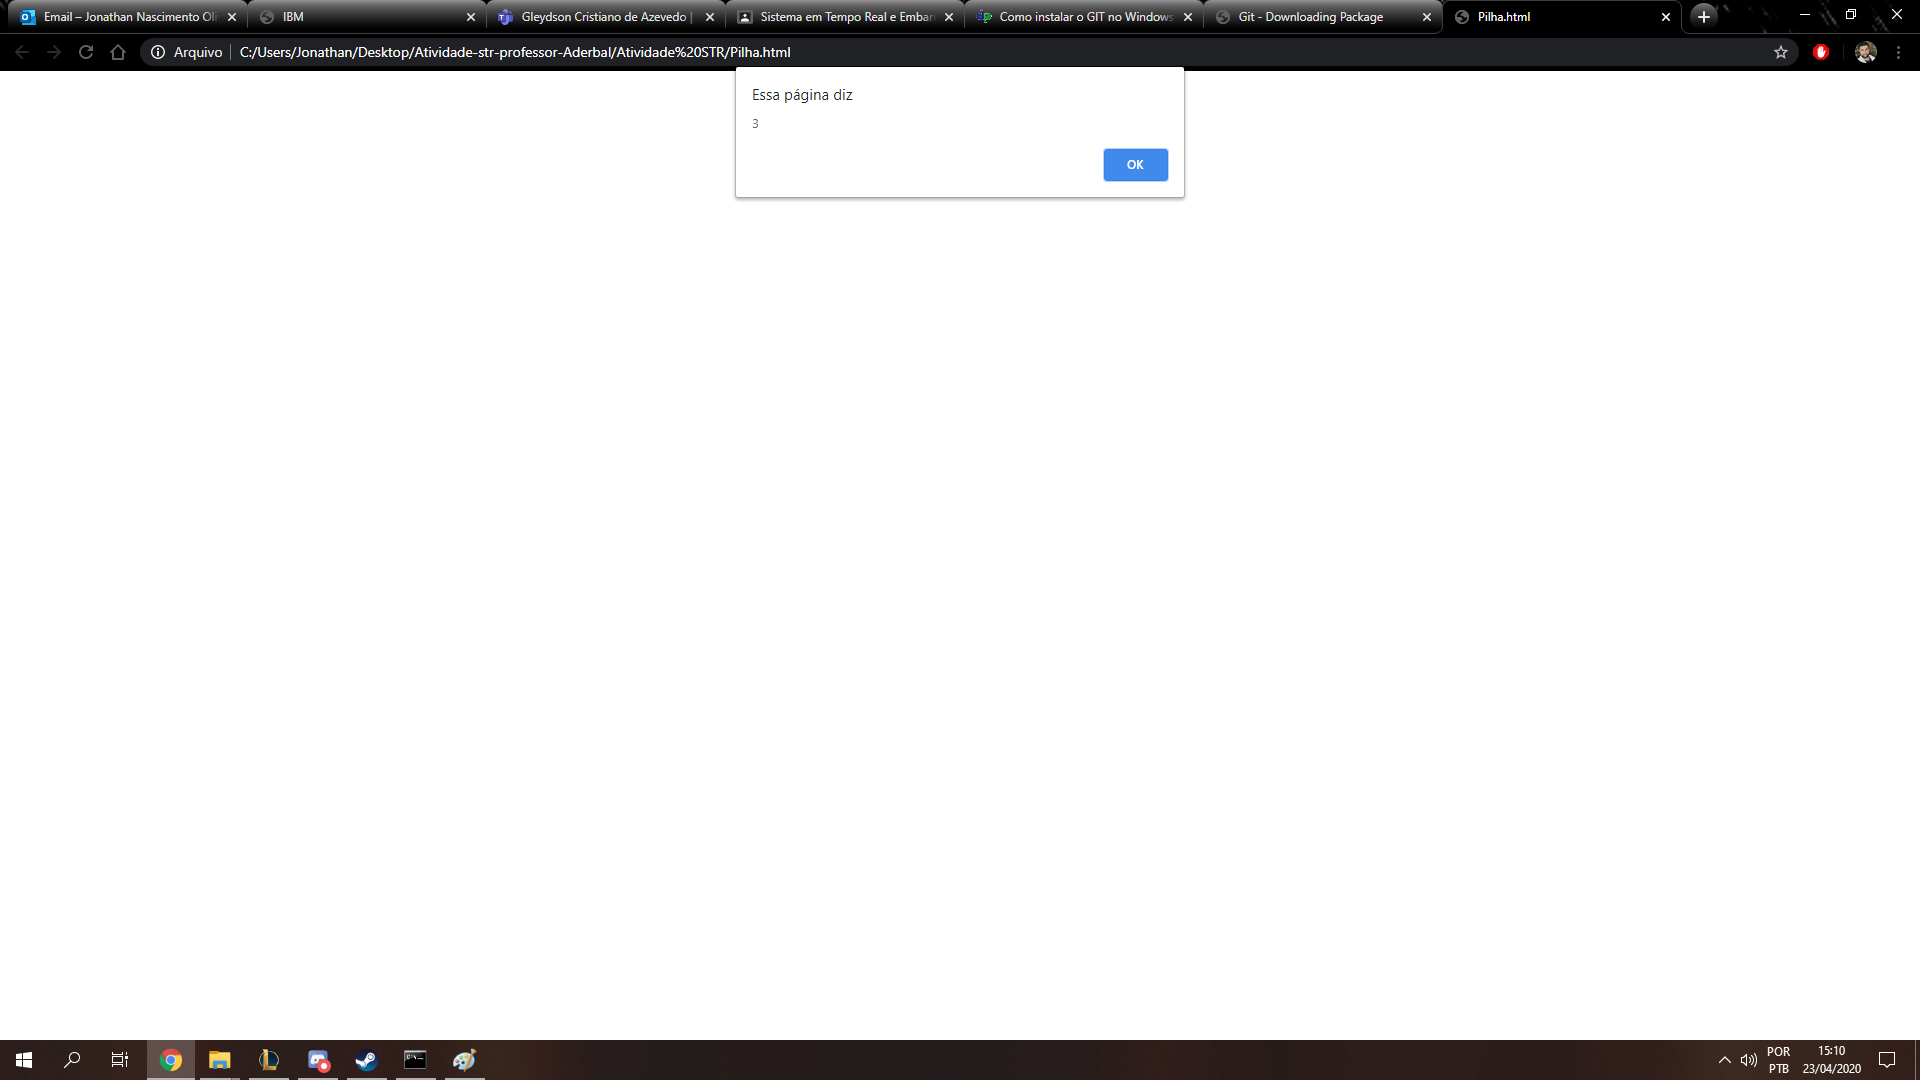 Email – Jonathan Nascimento Oli
IBM
Gleydson Cristiano de Azevedo |
Sistema em Tempo Real e Embar
Como instalar o GIT no Windows
Git - Downloading Package
Pilha.html
Arquivo
C:/Users/Jonathan/Desktop/Atividade-str-professor-Aderbal/Atividade%20STR/Pilha.html
Essa página diz
3
OK
POR
PTB
15:10
23/04/2020